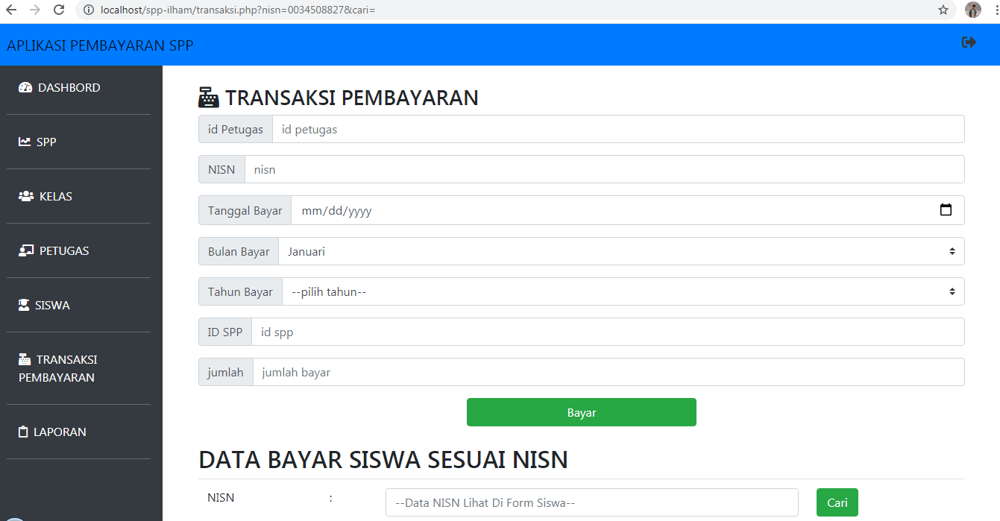 localhost/spp-ilham/transaksi.php?nisn=0034508827&cari=
APLIKASI PEMBAYARAN SPP
DASHBORD
SPP
KELAS
PETUGAS
SISWA
TRANSAKSI
PEMBAYARAN
LAPORAN
TRANSAKSI PEMBAYARAN
id Petugas id petugas
NISN nisn
Tanggal Bayar mm/dd/yyyy
Bulan Bayar Januari
Tahun Bayar --pilih tahun--
ID SPP id spp
jumlah jumlah bayar
Bayar
DATA BAYAR SISWA SESUAI NISN
NISN : --Data NISN Lihat Di Form Siswa-- Cari